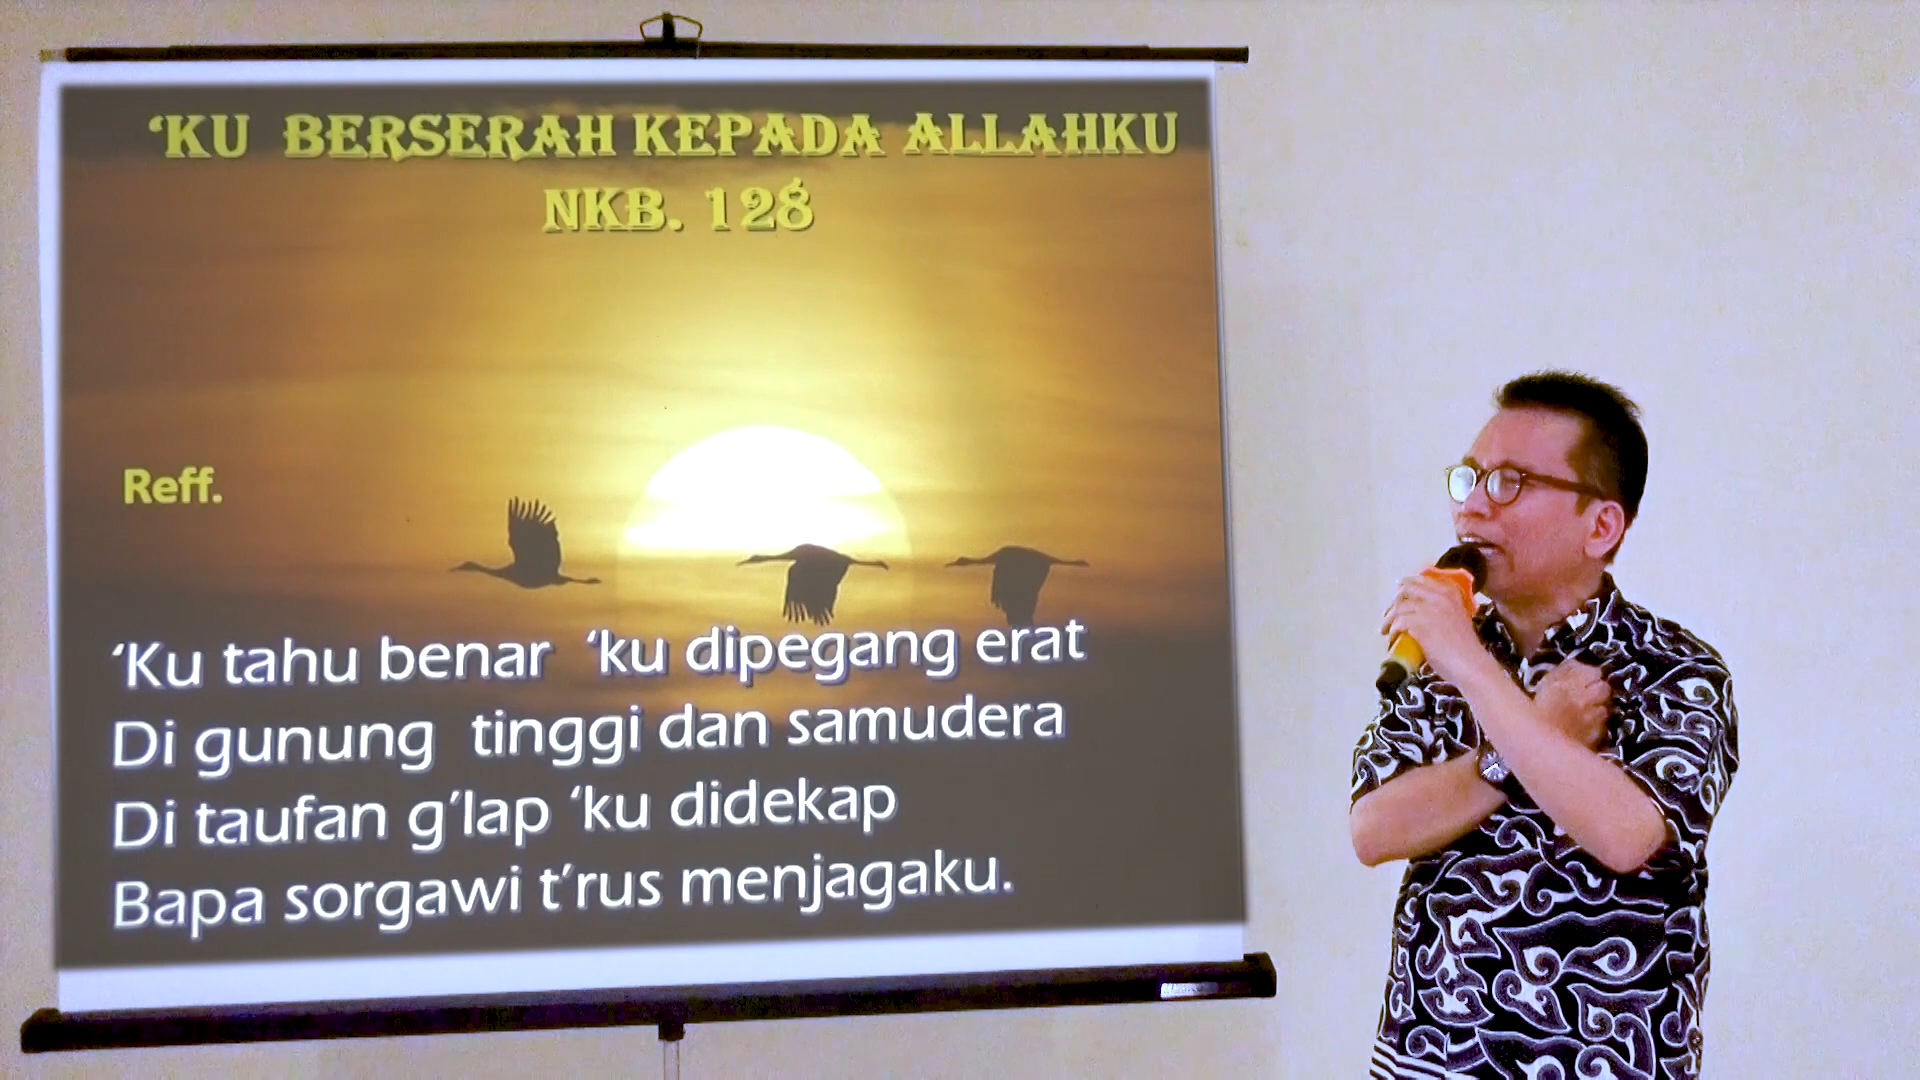 ‘KU BERSERAH KEPADA ALLAHKU
NKB. 128
Reff.
‘Ku tahu benar ‘ku dipegang erat
Di gunung tinggi dan samudera
Di taufan g’lap ‘ku didekap
Bapa sorgawi t’rus menjagaku.